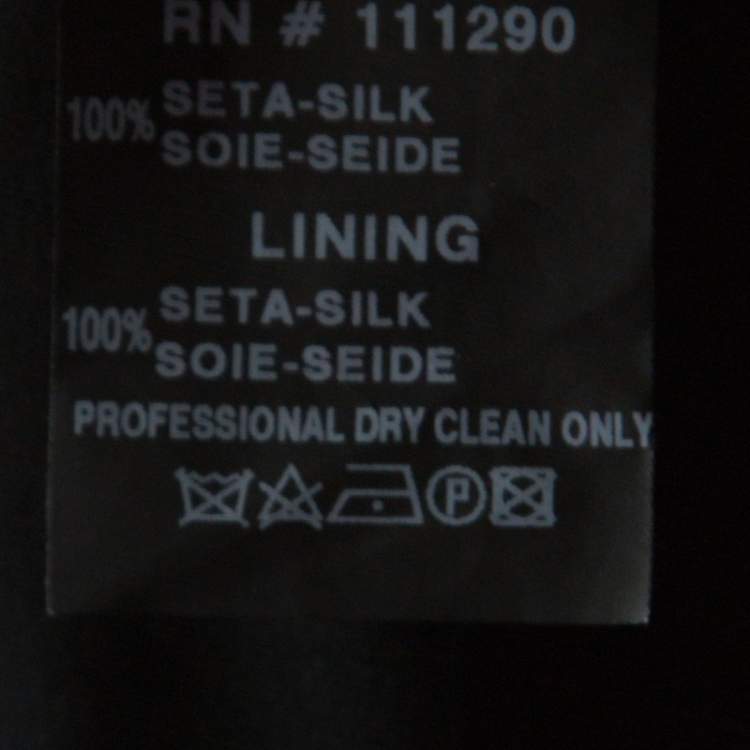 RN # 111290
100% SETA-SILK
SOIE-SEIDE
LINING
100% SETA-SILK
SOIE-SEIDE
PROFESSIONAL DRY CLEAN ONLY
P